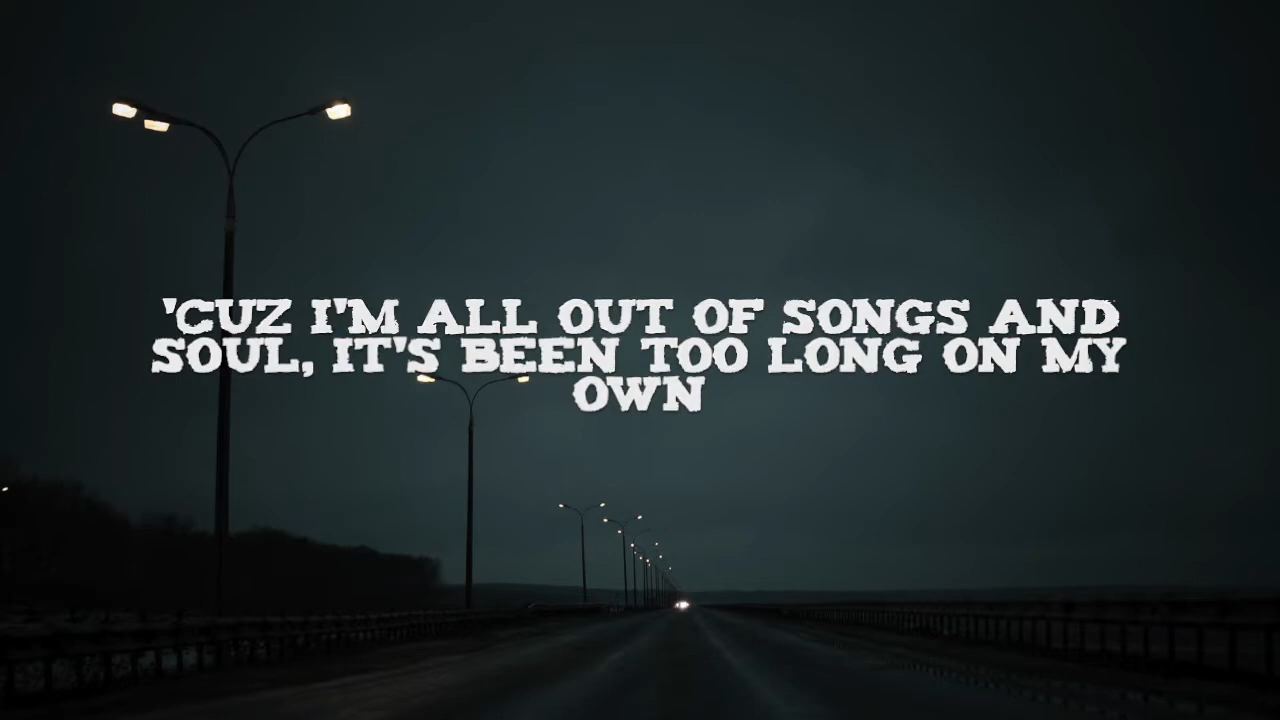 'CUZ I'M ALL OUT OF SONGS AND
SOUL, IT'S BEEN TOO LONG ON MY
OWN